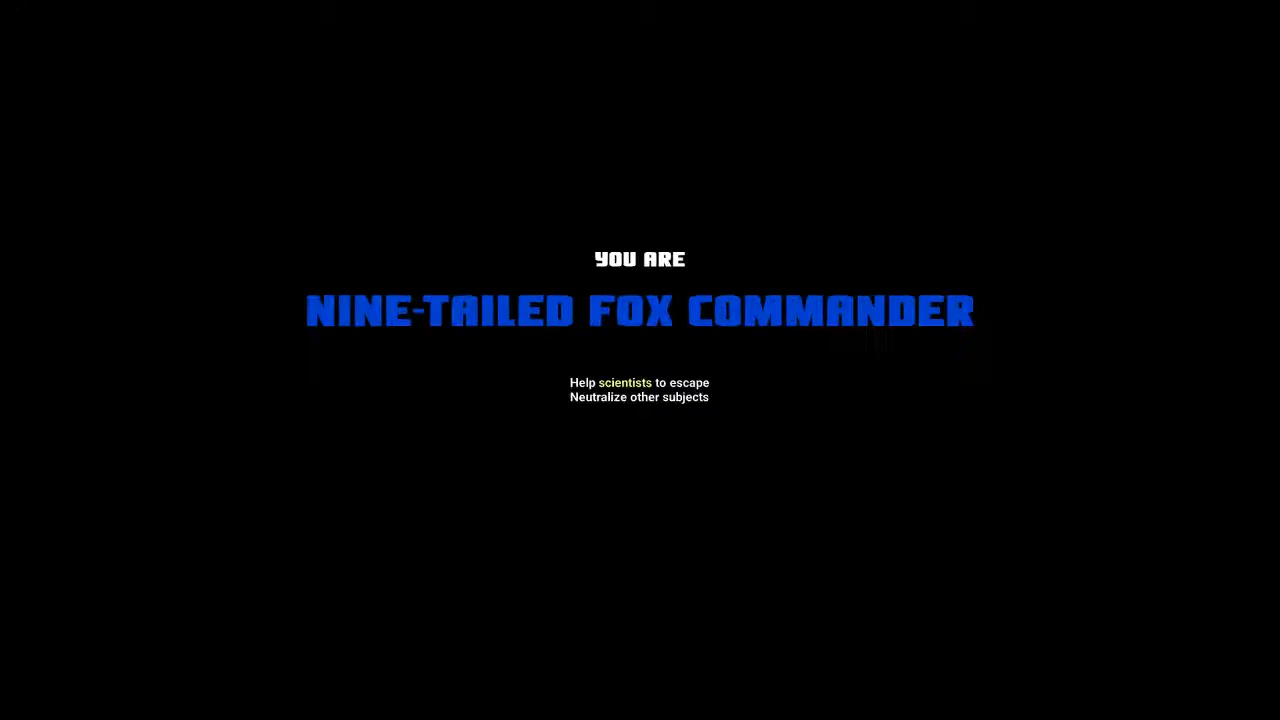 YOU ARE
NINE-TAILED FOX COMMANDER
Help scientists to escape
Neutralize other subjects